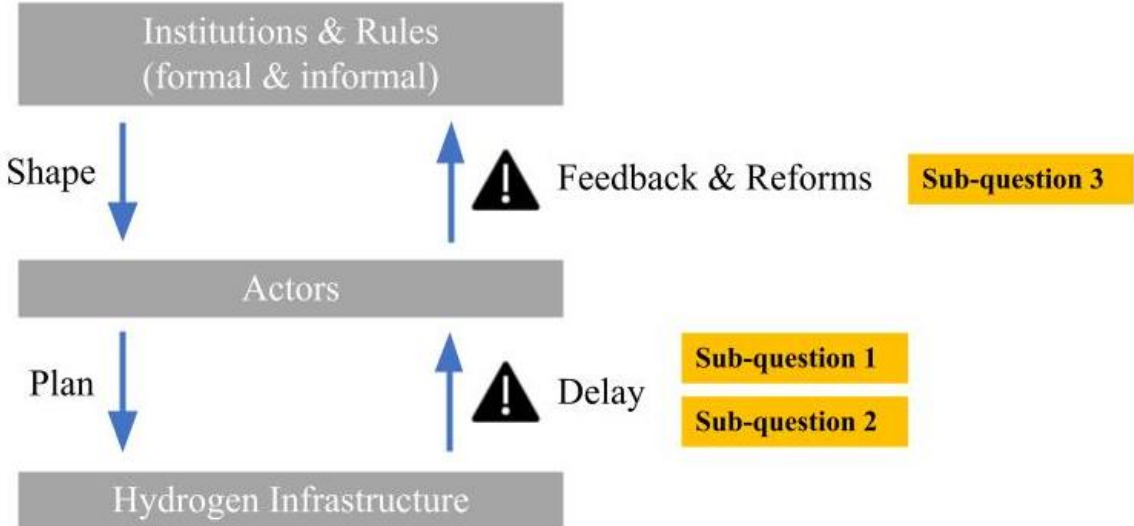 Institutions & Rules
(formal & informal)
Shape
Feedback & Reforms
Sub-question 3
Actors
Plan
Delay
Sub-question 1
Sub-question 2
Hydrogen Infrastructure